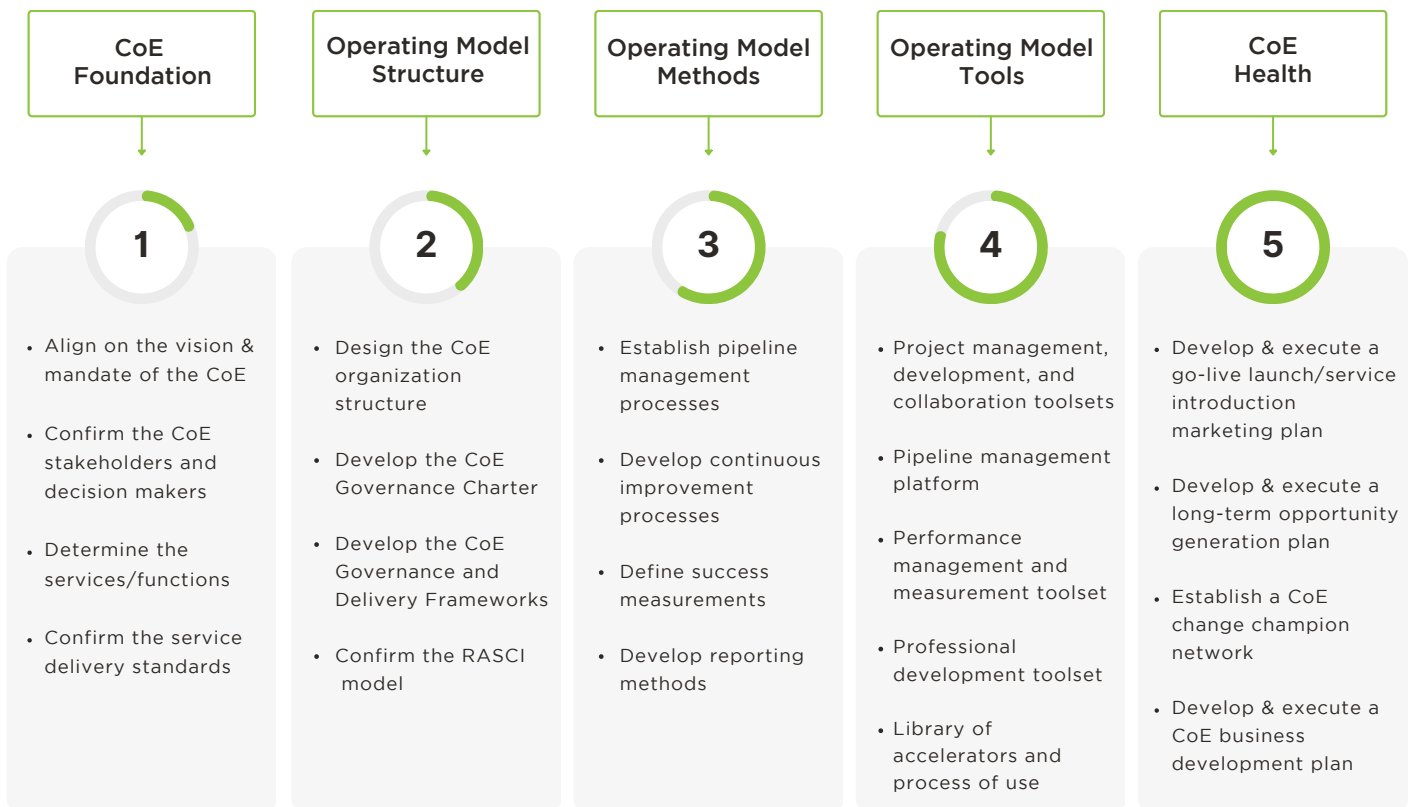 CoE
Foundation
Operating Model
Structure
Operating Model
Methods
Operating Model
Tools
CoE
Health
1
• Align on the vision &
mandate of the CoE
• Confirm the CoE
stakeholders and
decision makers
• Determine the
services/functions
• Confirm the service
delivery standards
2
• Design the CoE
organization
structure
• Develop the CoE
Governance Charter
• Develop the CoE
Governance and
Delivery Frameworks
• Confirm the RASCI
model
3
• Establish pipeline
management
processes
• Develop continuous
improvement
processes
• Define success
measurements
• Develop reporting
methods
4
• Project management,
development, and
collaboration toolsets
• Pipeline management
platform
• Performance
management and
measurement toolset
• Professional
development toolset
• Library of
accelerators and
process of use
5
• Develop & execute a
go-live launch/service
introduction
marketing plan
• Develop & execute a
long-term opportunity
generation plan
• Establish a CoE
change champion
network
• Develop & execute a
CoE business
development plan